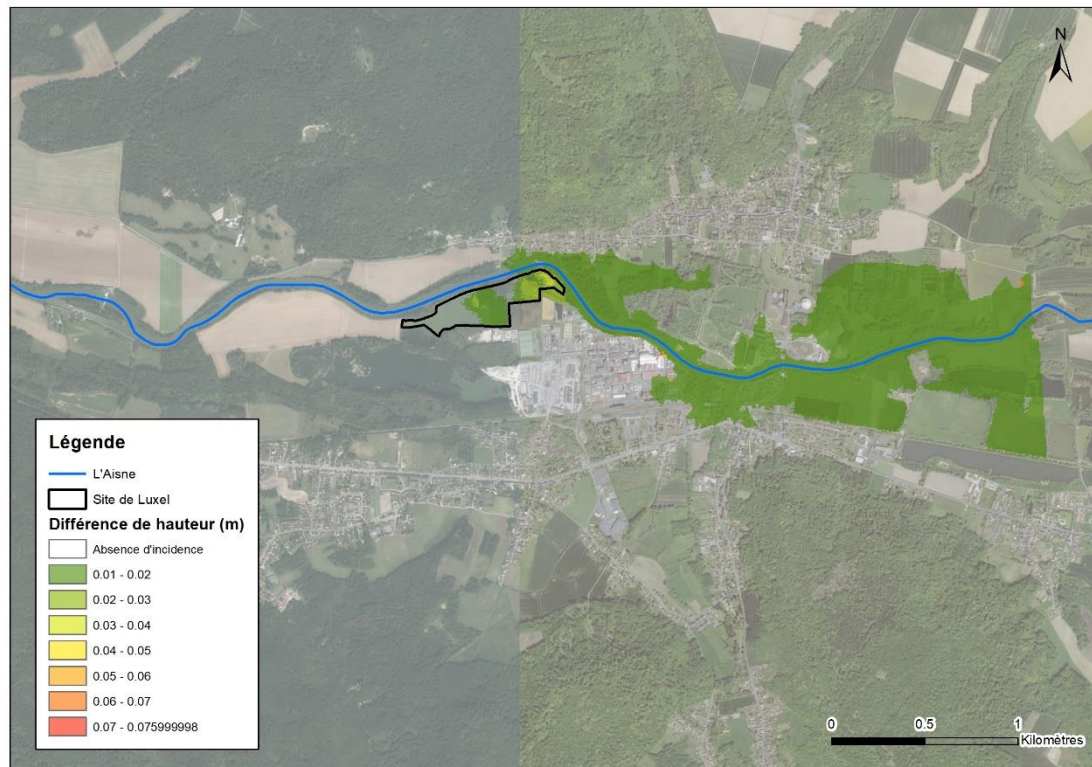 N
Légende
L'Aisne
Site de Luxel
Différence de hauteur (m)
Absence d'incidence
0.01 - 0.02
0.02 - 0.03
0.03 - 0.04
0.04 - 0.05
0.05 - 0.06
0.06 - 0.07
0.07 - 0.075999998
0 0.5 1
Kilomètres